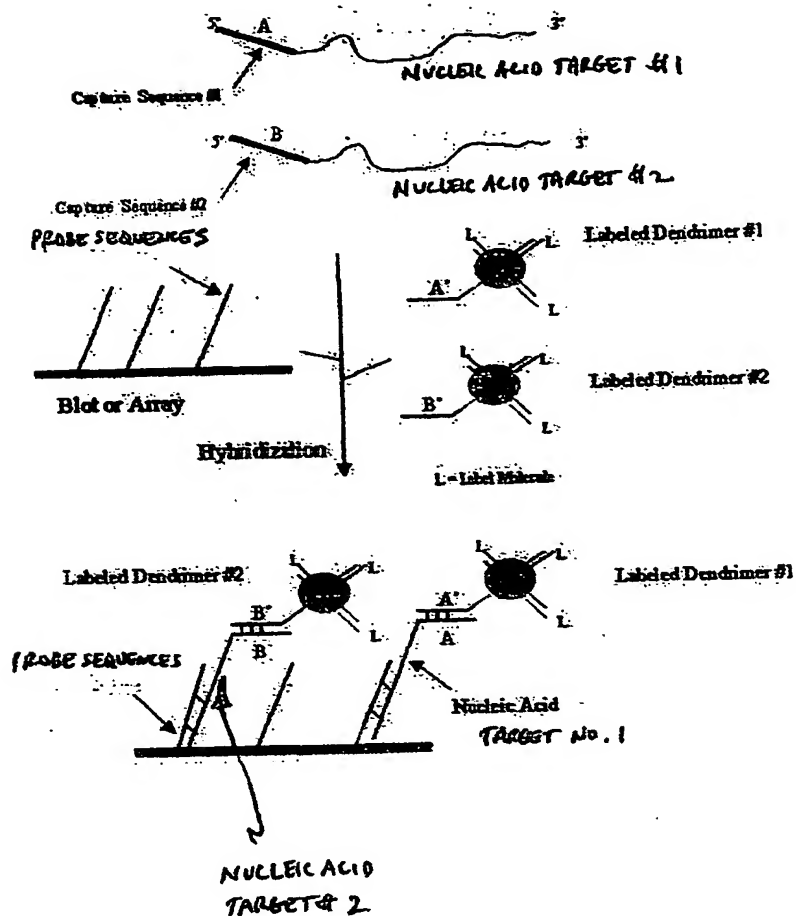 5' A 3'
NUCLEIC ACID TARGET #1
Capture Sequence #1
5' B 3'
NUCLEIC ACID TARGET #2
Capture Sequence #2
PROBE SEQUENCES
Labeled Dendrimer #1
L
L
A'
L
Labeled Dendrimer #2
L
L
B'
L
Blot or Array
Hybridization
L = Label Molecule
Labeled Dendrimer #2
L
L
B'
L
B
Labeled Dendrimer #1
L
L
A'
L
A
PROBE SEQUENCES
Nucleic Acid
TARGET NO. 1
NUCLEIC ACID
TARGET # 2